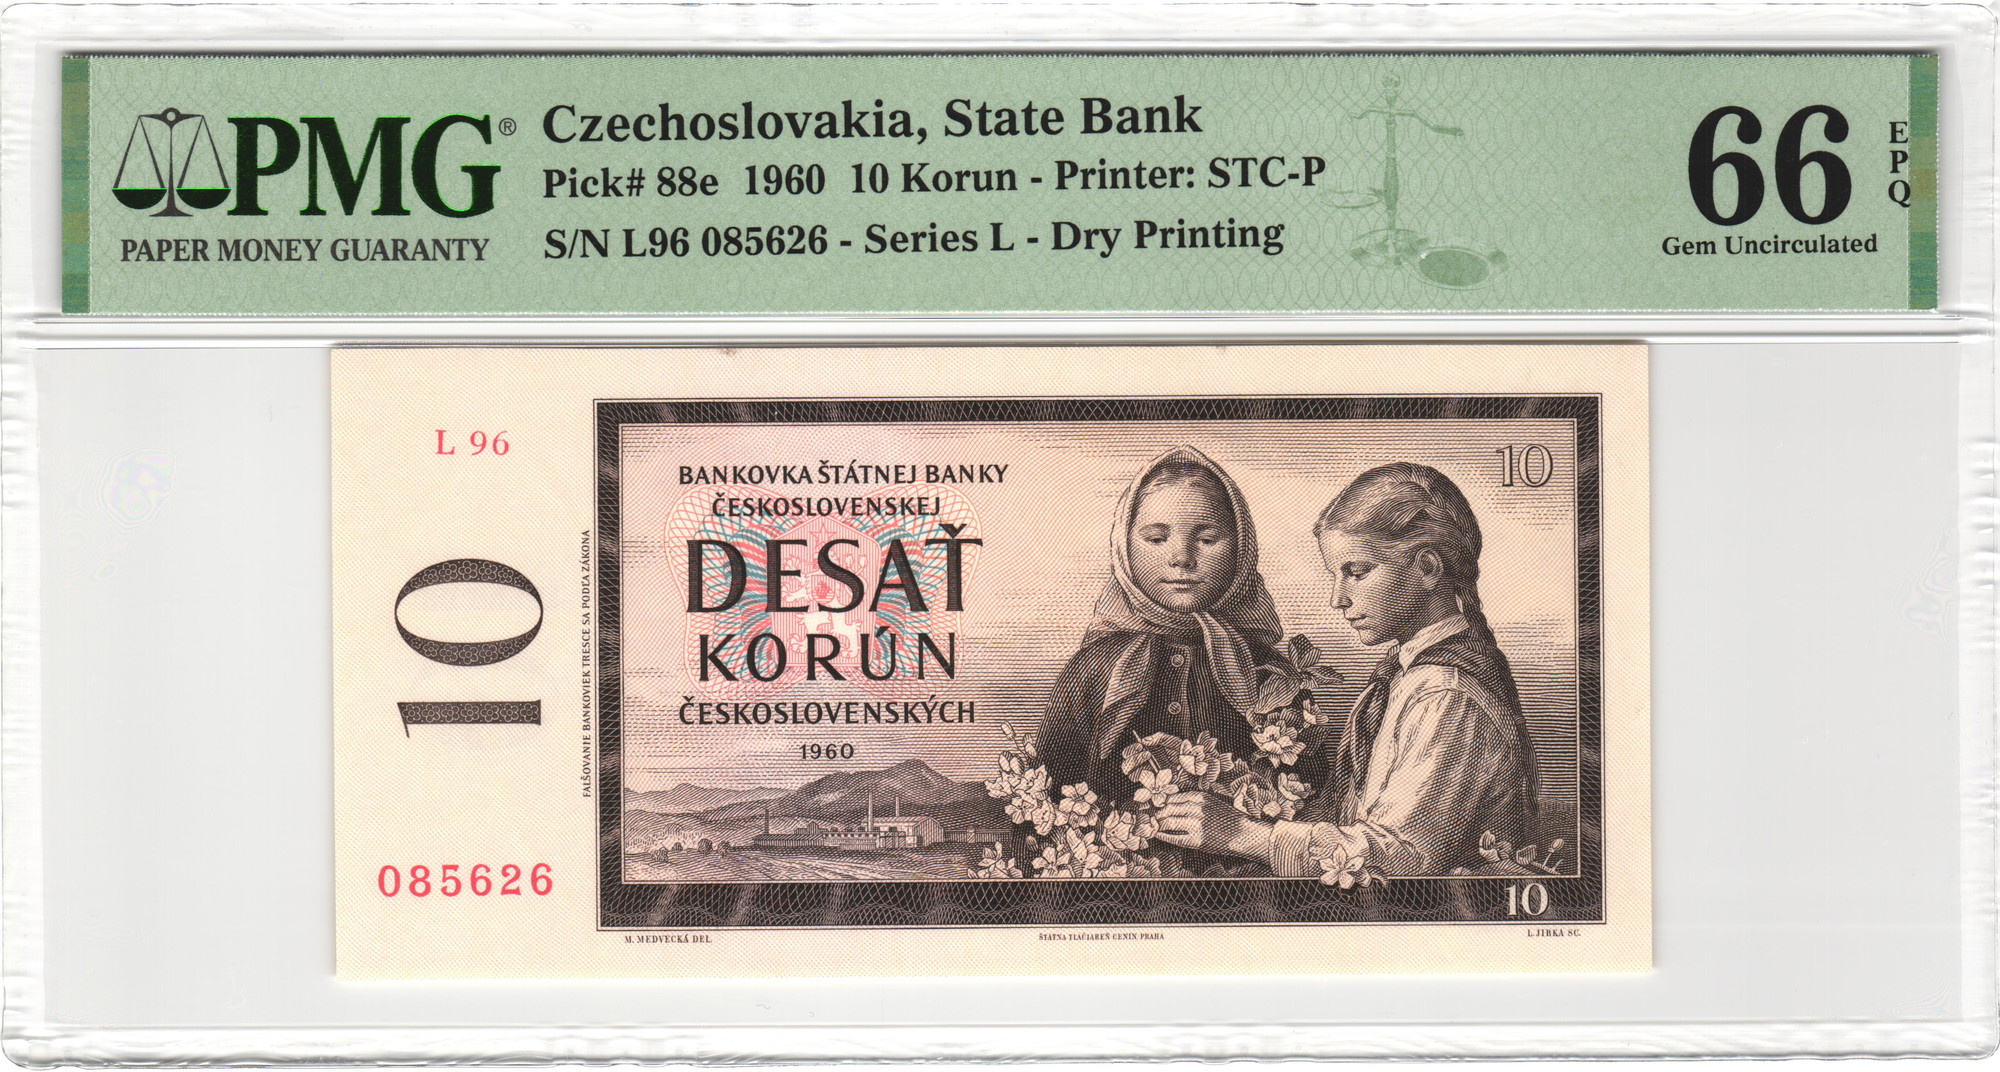 PMG®
PAPER MONEY GUARANTY
Czechoslovakia, State Bank
Pick# 88e 1960 10 Korun - Printer: STC-P
S/N L96 085626 - Series L - Dry Printing
66
EPQ
Gem Uncirculated
L 96
10
085626
FALŠOVANIE BANKOVIEK TRESCE SA PODĽA ZÁKONA
BANKOVKA ŠTÁTNEJ BANKY
ČESKOSLOVENSKEJ
DESAŤ
KORÚN
ČESKOSLOVENSKÝCH
1960
10
10
M. MEDVECKÁ DEL.
ŠTÁTNA TLAČIAREŇ CENÍN, PRAHA
L. JIRKA SC.